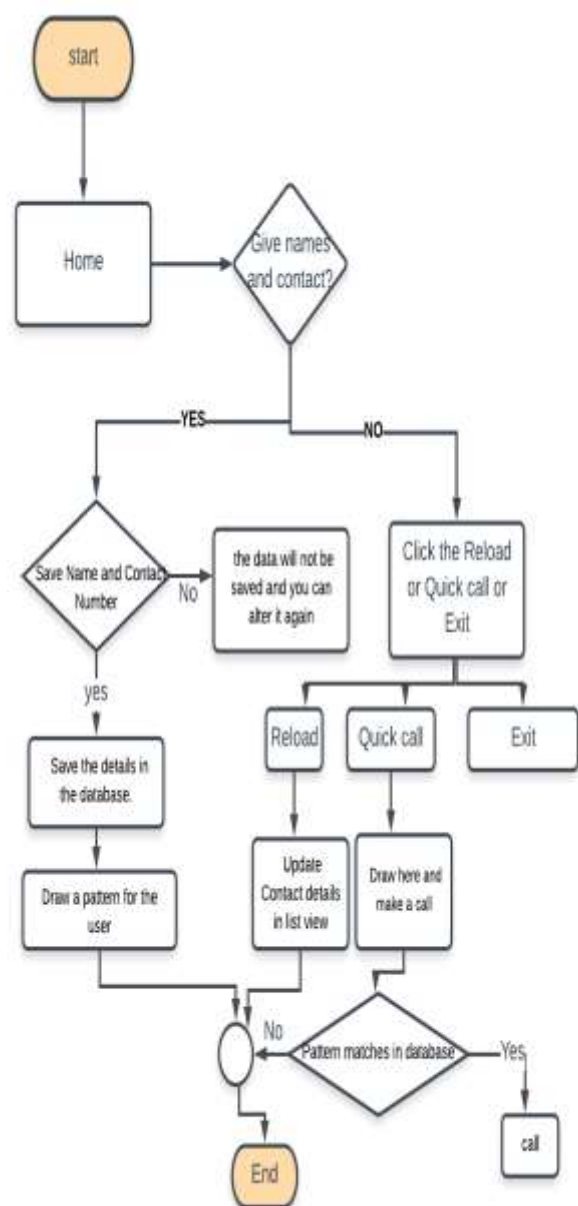 start
Home
Give names
and contact?
YES
NO
Save Name and Contact
Number
No
the data will not be
saved and you can
alter it again
Click the Reload
or Quick call or
Exit
yes
Reload
Quick call
Exit
Save the details in
the database.
Update
Contact details
in list view
Draw here and
make a call
Draw a pattern for the
user
No
Pattern matches in database
Yes
call
End